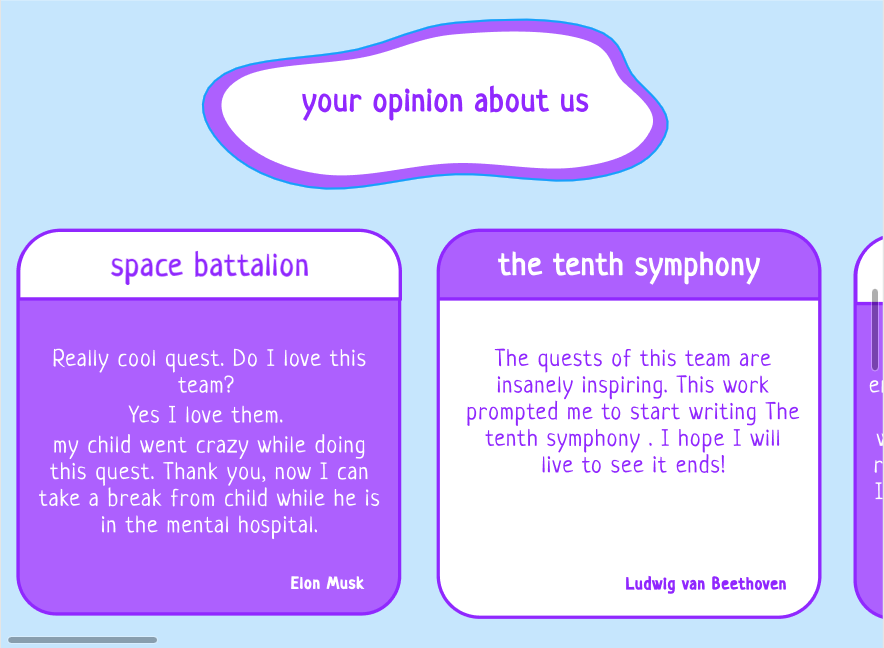 your opinion about us
space battalion
Really cool quest. Do I love this
team?
Yes I love them.
my child went crazy while doing
this quest. Thank you, now I can
take a break from child while he is
in the mental hospital.
Elon Musk
the tenth symphony
The quests of this team are
insanely inspiring. This work
prompted me to start writing The
tenth symphony . I hope I will
live to see it ends!
Ludwig van Beethoven